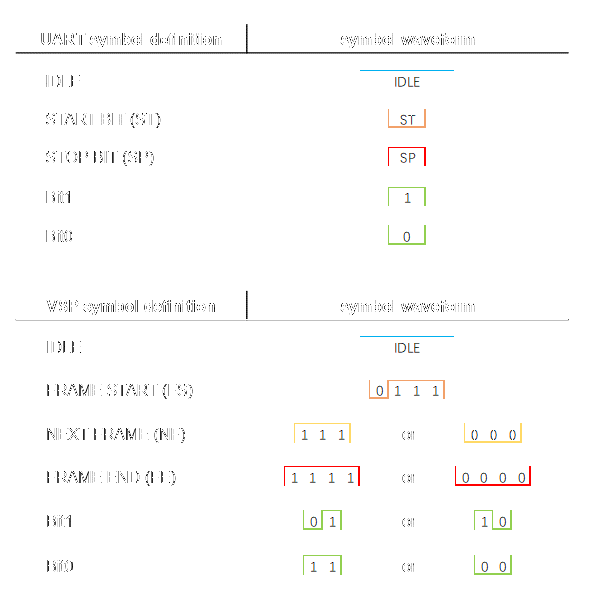 UART symbol definition symbol waveform
IDLE IDLE
START BIT (ST) ST
STOP BIT (SP) SP
Bit1 1
Bit0 0
VSP symbol definition symbol waveform
IDLE IDLE
FRAME START (FS) 0 1 1 1
NEXT FRAME (NF) 1 1 1 or 0 0 0
FRAME END (FE) 1 1 1 1 or 0 0 0 0
Bit1 0 1 or 1 0
Bit0 1 1 or 0 0